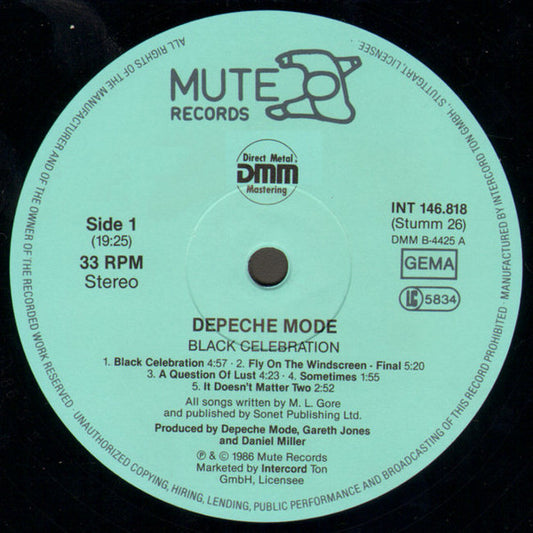 MUTE
RECORDS
Direct Metal
DMM
Mastering
Side 1
(19:25)
33 RPM
Stereo
INT 146.818
(Stumm 26)
DMM B-4425 A
GEMA
LC 5834
DEPECHE MODE
BLACK CELEBRATION
1. Black Celebration 4:57 · 2. Fly On The Windscreen - Final 5:20
3. A Question Of Lust 4:23 · 4. Sometimes 1:55
5. It Doesn't Matter Two 2:52
All songs written by M. L. Gore
and published by Sonet Publishing Ltd.
Produced by Depeche Mode, Gareth Jones
and Daniel Miller
℗ & © 1986 Mute Records
Marketed by Intercord Ton
GmbH, Licensee
ALL RIGHTS OF THE MANUFACTURER AND OF THE OWNER OF THE RECORDED WORK RESERVED · UNAUTHORIZED COPYING, HIRING, LENDING, PUBLIC PERFORMANCE AND BROADCASTING OF THIS RECORD PROHIBITED · MANUFACTURED BY INTERCORD TON GMBH., STUTTGART, LICENSEE.